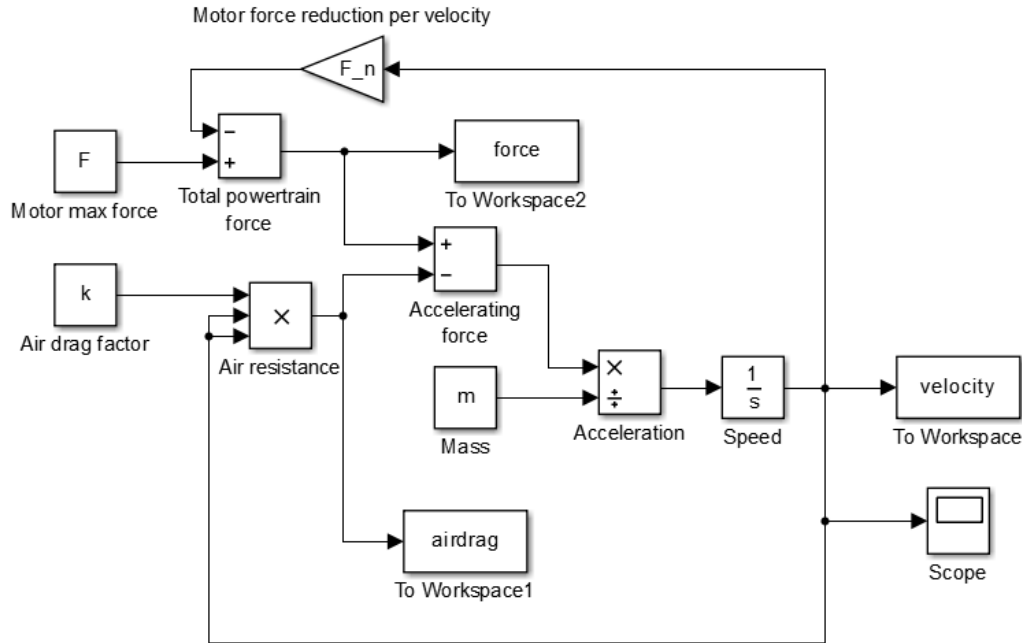 Motor force reduction per velocity
F_n
−
+
F
Motor max force
Total powertrain
force
force
To Workspace2
k
Air drag factor
×
Air resistance
+
−
Accelerating
force
m
Mass
×
÷
Acceleration
1
s
Speed
velocity
To Workspace
airdrag
To Workspace1
Scope